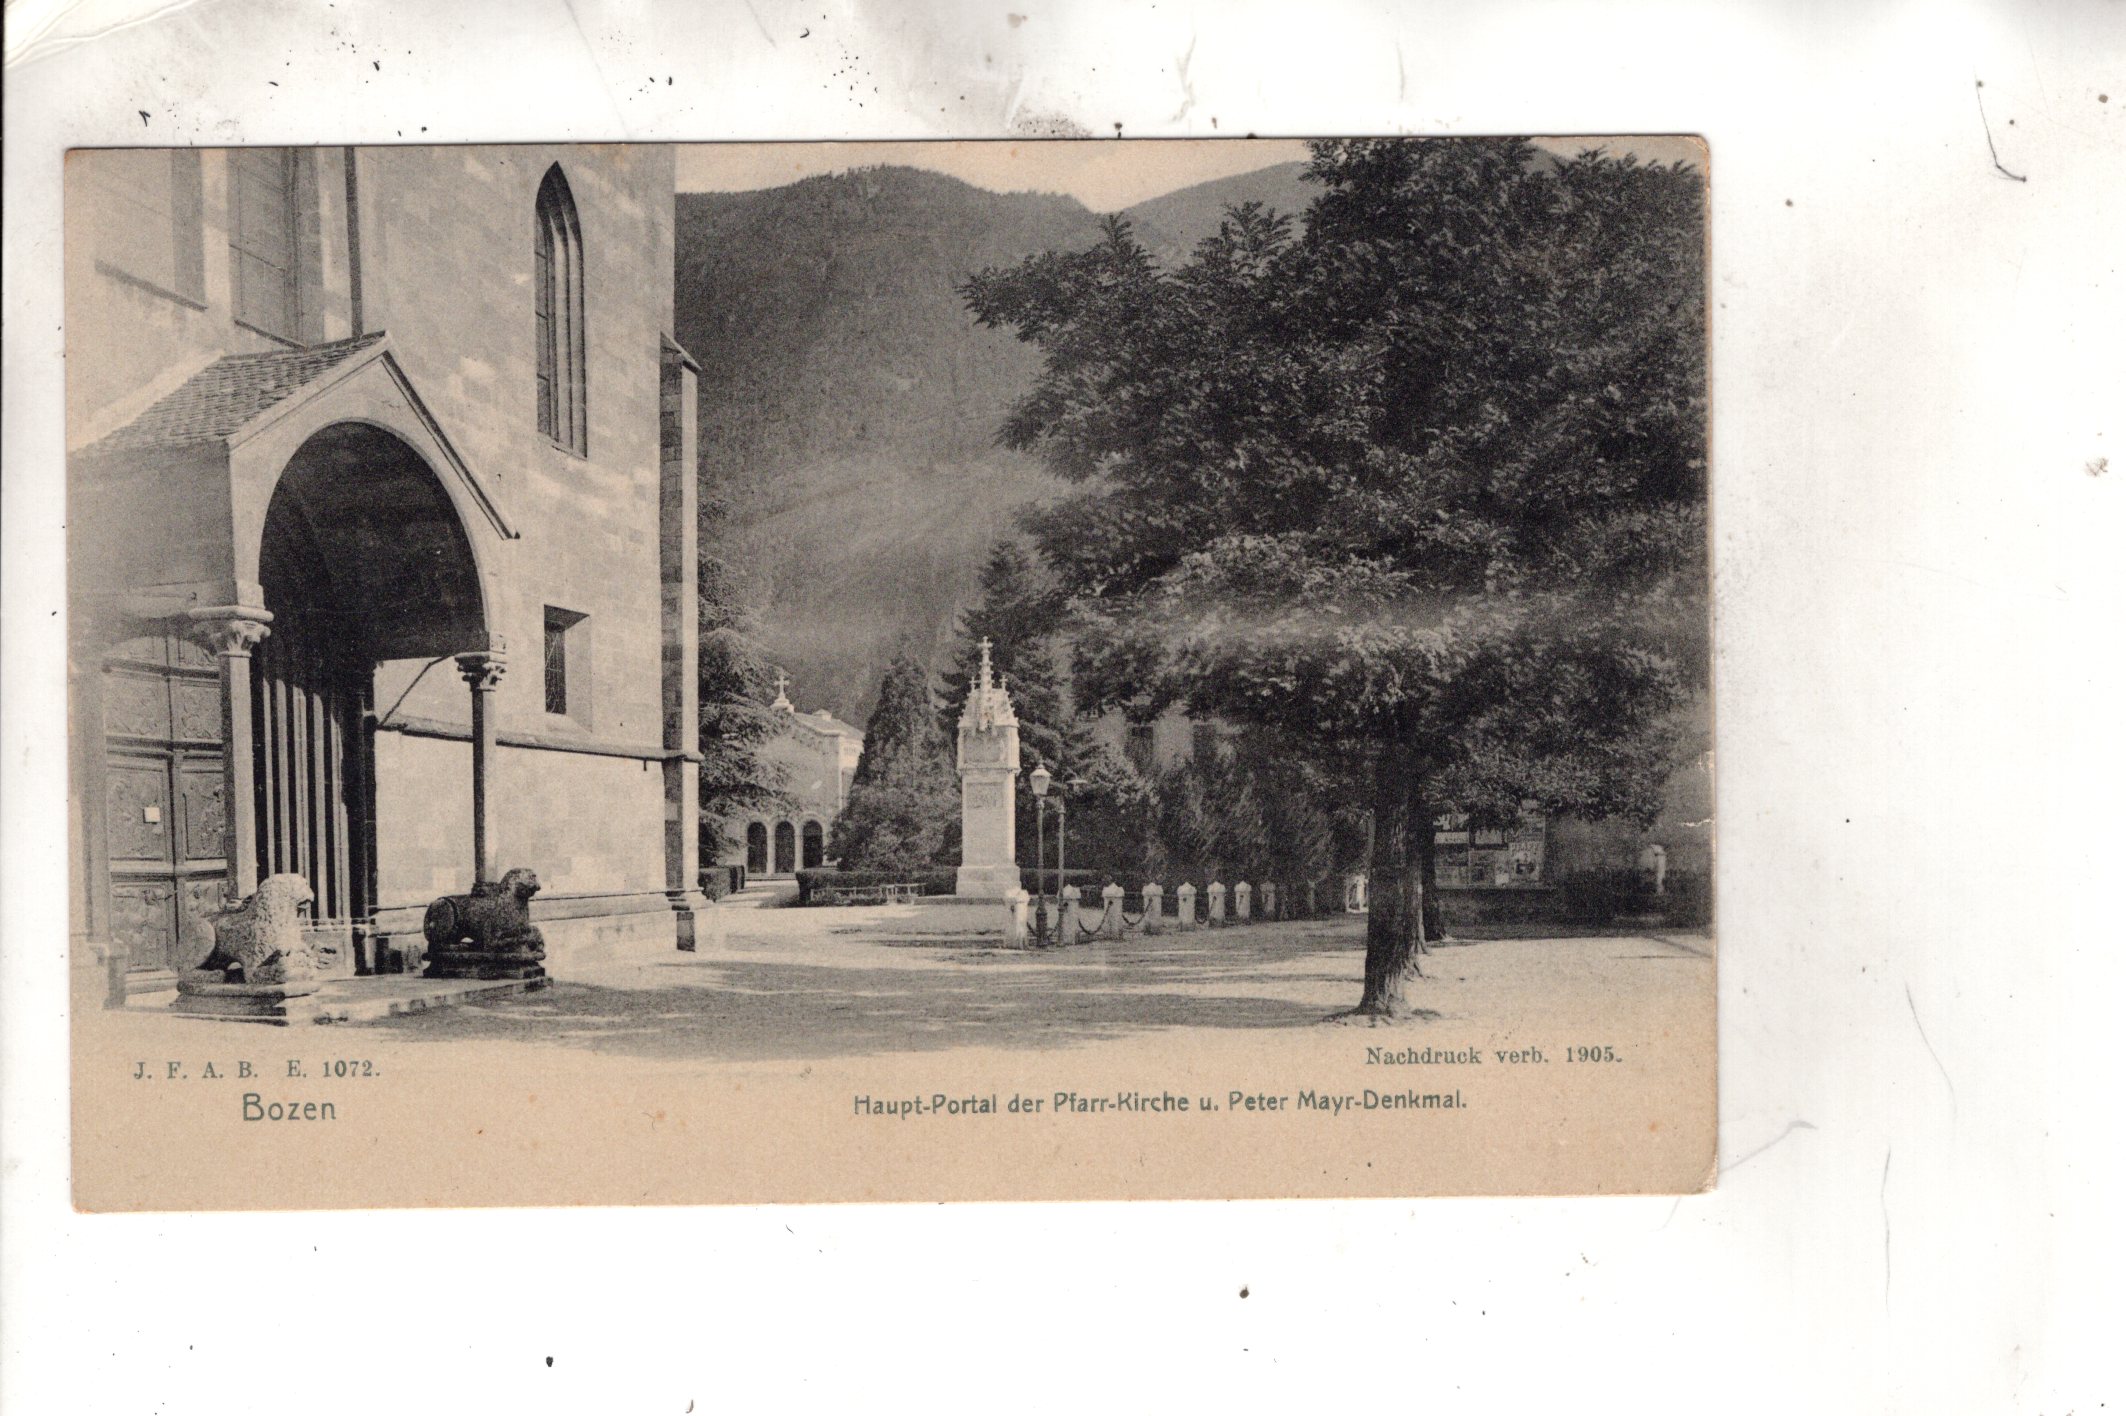 J. F. A. B. E. 1072.
Nachdruck verb. 1905.
Bozen
Haupt-Portal der Pfarr-Kirche u. Peter Mayr-Denkmal.